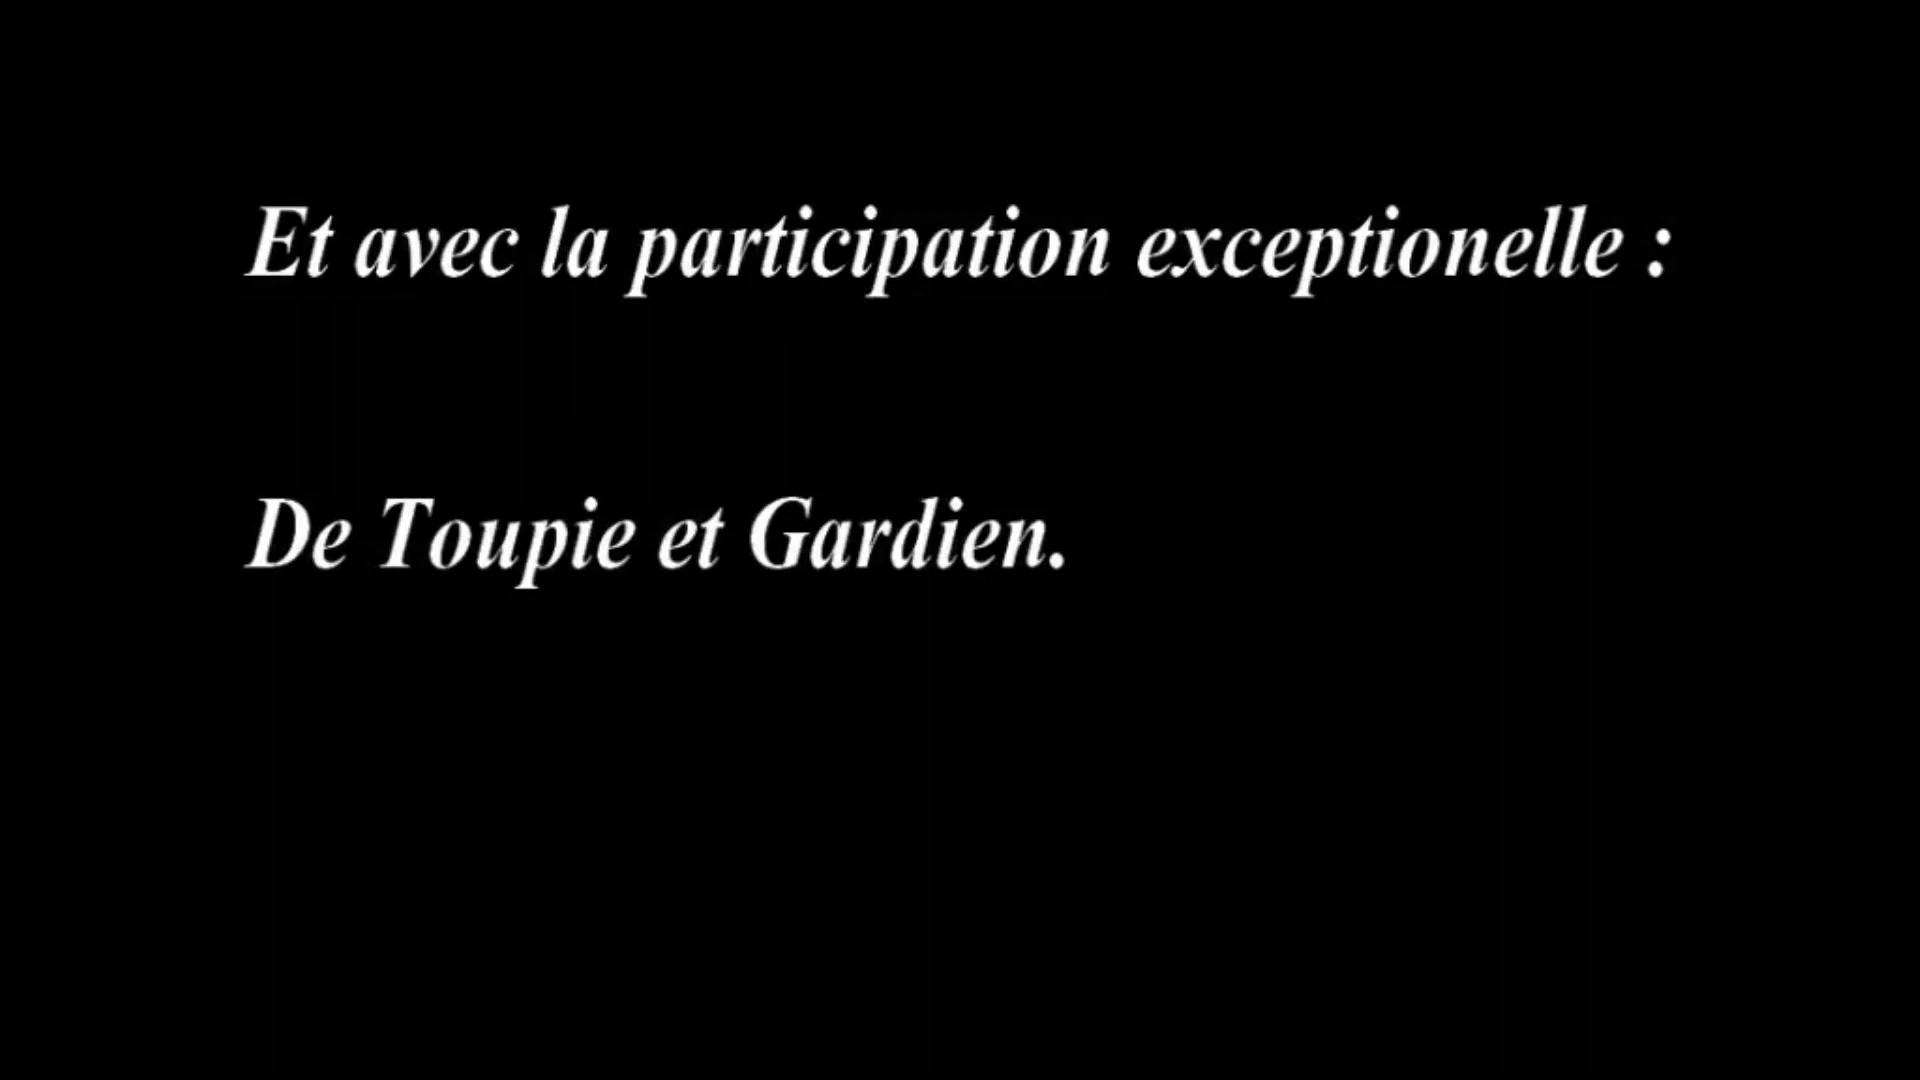 Et avec la participation exceptionelle :
De Toupie et Gardien.